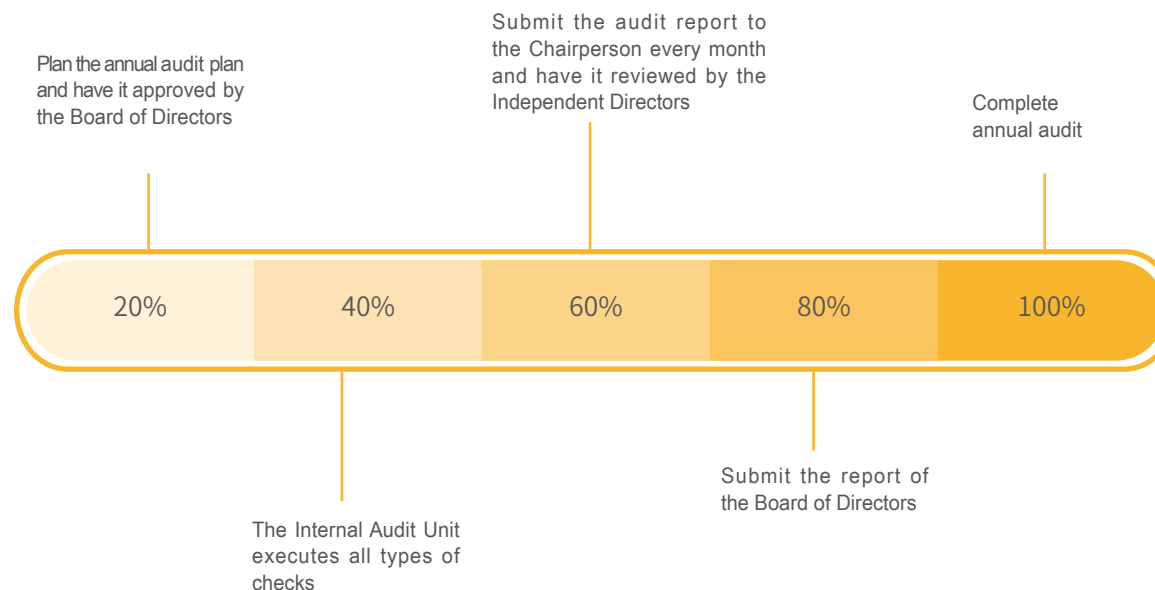 Plan the annual audit plan
and have it approved by
the Board of Directors
Submit the audit report to
the Chairperson every month
and have it reviewed by the
Independent Directors
Complete
annual audit
20%
40%
60%
80%
100%
The Internal Audit Unit
executes all types of
checks
Submit the report of
the Board of Directors